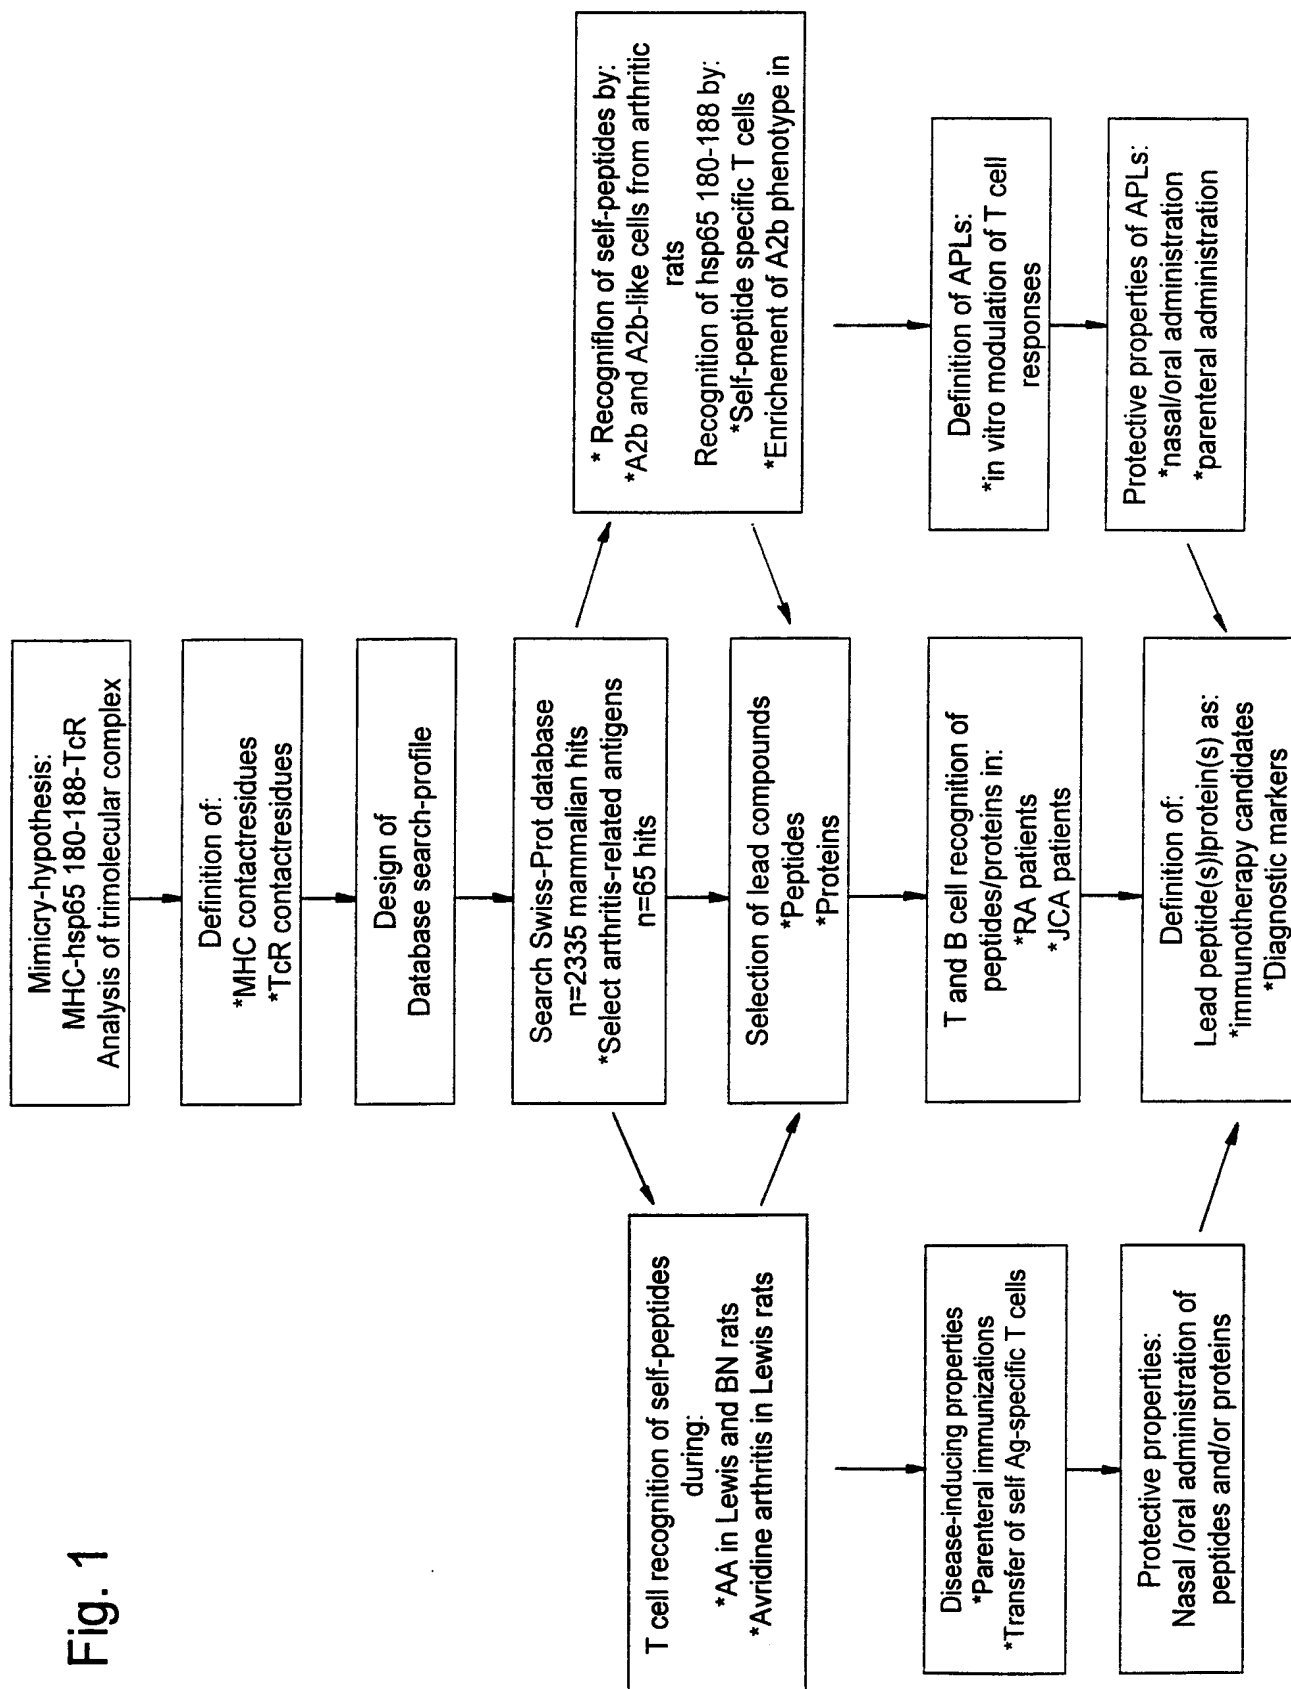 Fig. 1
Mimicry-hypothesis:
MHC-hsp65 180-188-TcR
Analysis of trimolecular complex
Definition of:
*MHC contactresidues
*TcR contactresidues
Design of
Database search-profile
Search Swiss-Prot database
n=2335 mammalian hits
*Select arthritis-related antigens
n=65 hits
T cell recognition of self-peptides
during:
*AA in Lewis and BN rats
*Avridine arthritis in Lewis rats
Selection of lead compounds
*Peptides
*Proteins
* Recogniflon of self-peptides by:
*A2b and A2b-like cells from arthritic
rats
Recognition of hsp65 180-188 by:
*Self-peptide specific T cells
*Enrichement of A2b phenotype in
Disease-inducing properties
*Parenteral immunizations
*Transfer of self Ag-specific T cells
T and B cell recognition of
peptides/proteins in:
*RA patients
*JCA patients
Definition of APLs:
*in vitro modulation of T cell
responses
Protective properties:
Nasal /oral administration of
peptides and/or proteins
Definition of:
Lead peptide(s)lprotein(s) as:
*immunotherapy candidates
*Diagnostic markers
Protective properties of APLs:
*nasal/oral administration
*parenteral administration